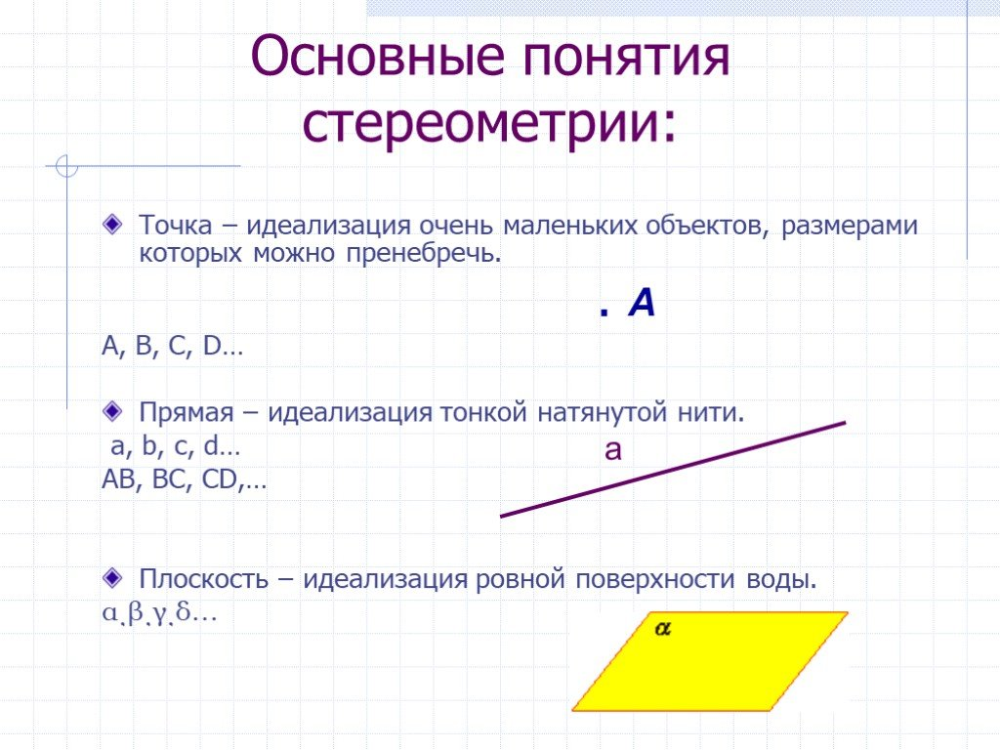 Основные понятия
стереометрии:
Точка – идеализация очень маленьких объектов, размерами
которых можно пренебречь.
. A
A, B, C, D…
Прямая – идеализация тонкой натянутой нити.
a, b, c, d…
a
AB, BC, CD,…
Плоскость – идеализация ровной поверхности воды.
α,β,γ,δ…
α